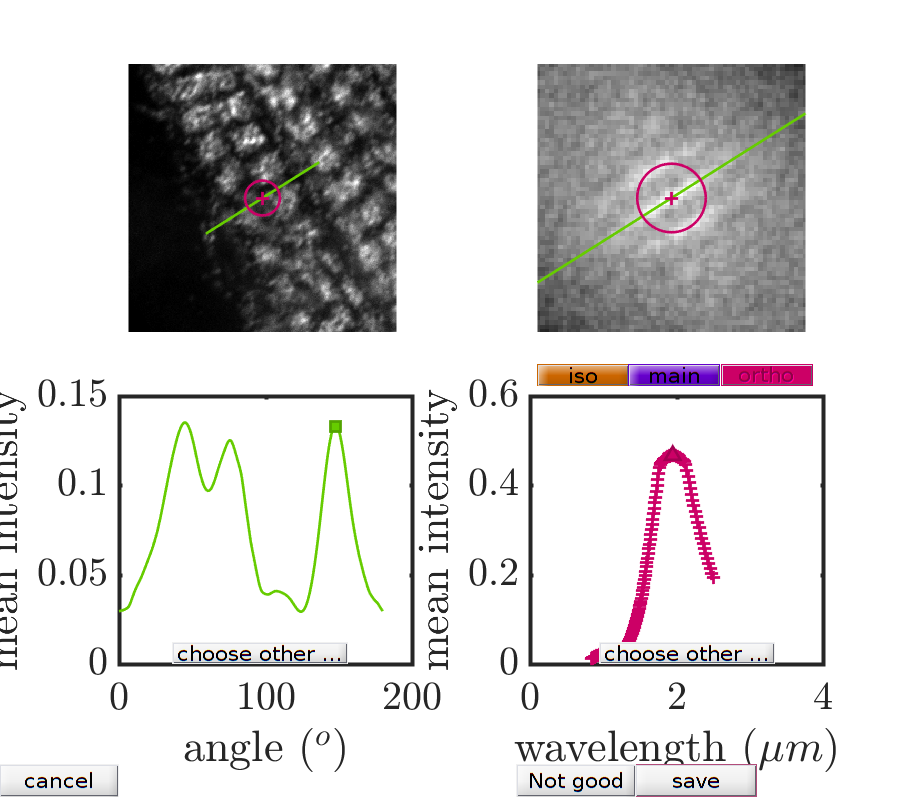 iso main ortho
0.15
0.1
0.05
0
mean intensity
0 100 200
angle (o)
choose other ...
0.6
0.4
0.2
0
mean intensity
0 2 4
wavelength (μm)
choose other ...
cancel
Not good
save